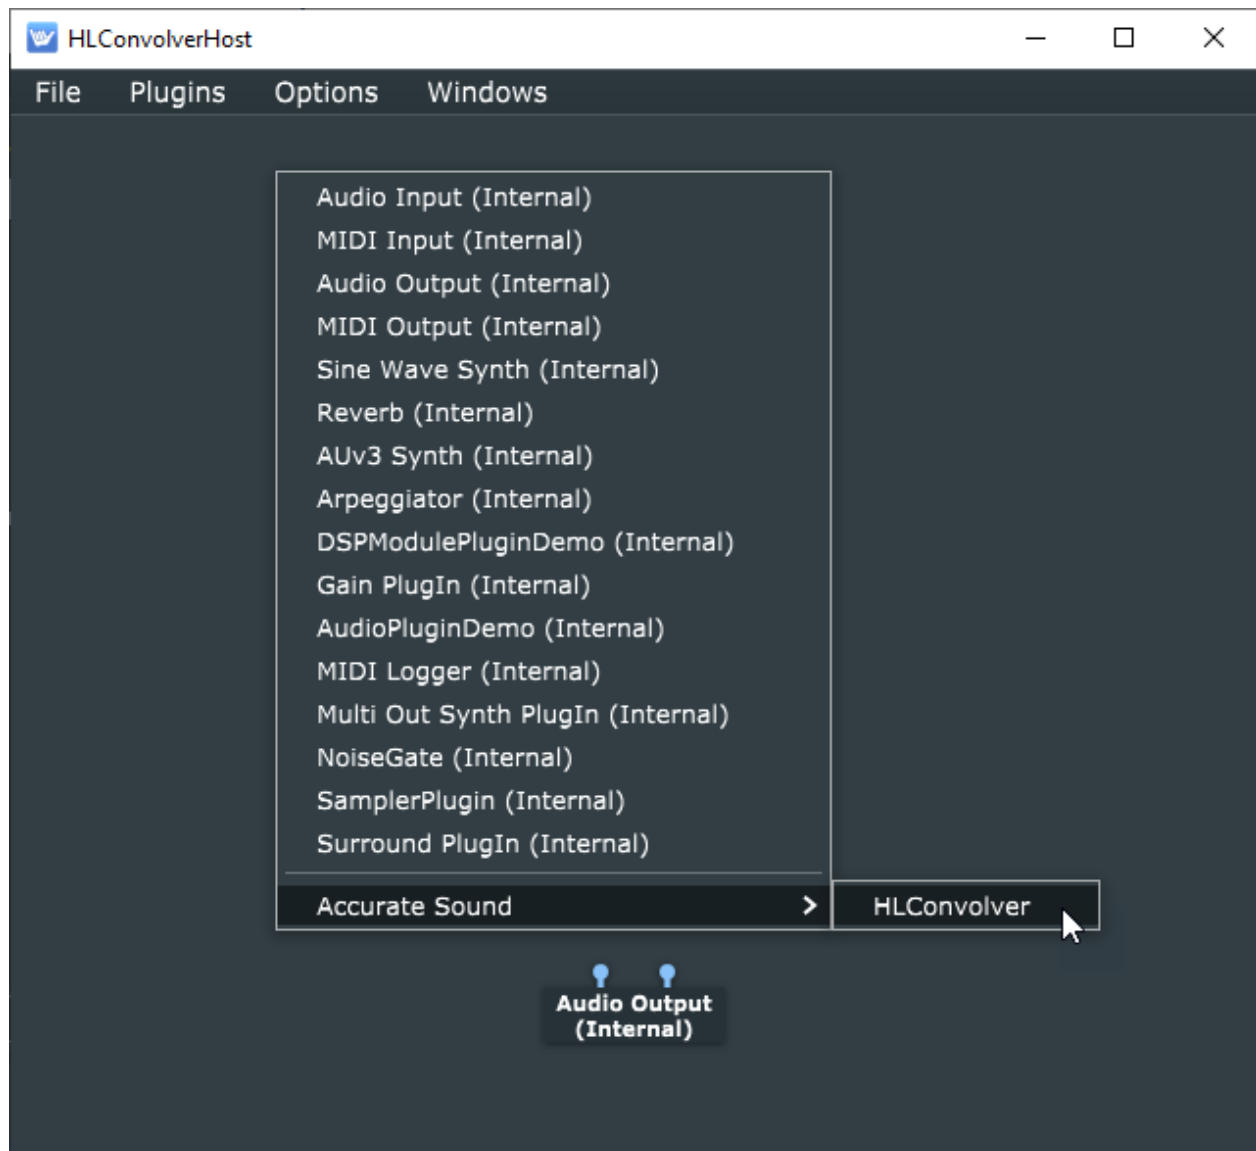 HLConvolverHost
File Plugins Options Windows
Audio Input (Internal)
MIDI Input (Internal)
Audio Output (Internal)
MIDI Output (Internal)
Sine Wave Synth (Internal)
Reverb (Internal)
AUv3 Synth (Internal)
Arpeggiator (Internal)
DSPModulePluginDemo (Internal)
Gain PlugIn (Internal)
AudioPluginDemo (Internal)
MIDI Logger (Internal)
Multi Out Synth PlugIn (Internal)
NoiseGate (Internal)
SamplerPlugin (Internal)
Surround PlugIn (Internal)
Accurate Sound HLConvolver
Audio Output
(Internal)